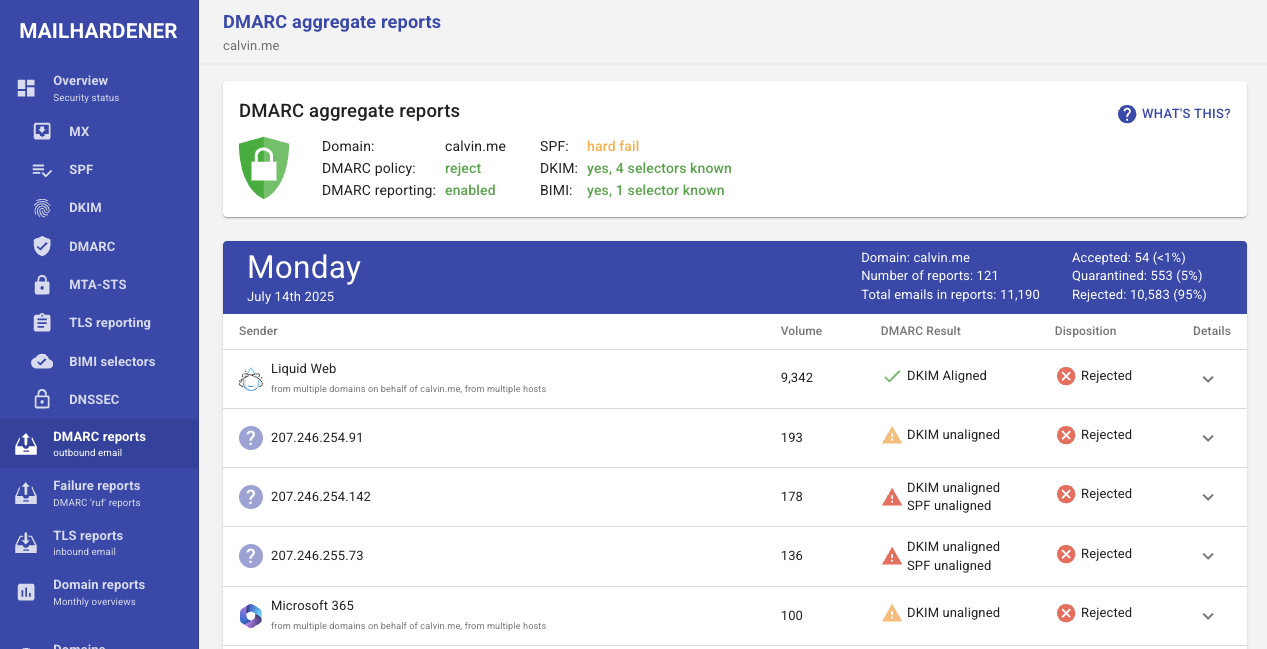 MAILHARDENER
Overview
Security status
MX
SPF
DKIM
DMARC
MTA-STS
TLS reporting
BIMI selectors
DNSSEC
DMARC reports
outbound email
Failure reports
DMARC 'ruf' reports
TLS reports
inbound email
Domain reports
Monthly overviews
Domains
DMARC aggregate reports
calvin.me
DMARC aggregate reports
? WHAT'S THIS?
Domain: calvin.me SPF: hard fail
DMARC policy: reject DKIM: yes, 4 selectors known
DMARC reporting: enabled BIMI: yes, 1 selector known
Monday
July 14th 2025
Domain: calvin.me
Number of reports: 121
Total emails in reports: 11,190
Accepted: 54 (<1%)
Quarantined: 553 (5%)
Rejected: 10,583 (95%)
Sender Volume DMARC Result Disposition Details
Liquid Web 9,342 DKIM Aligned Rejected
from multiple domains on behalf of calvin.me, from multiple hosts
? 207.246.254.91 193 DKIM unaligned Rejected
? 207.246.254.142 178 DKIM unaligned Rejected
SPF unaligned
? 207.246.255.73 136 DKIM unaligned Rejected
SPF unaligned
Microsoft 365 100 DKIM unaligned Rejected
from multiple domains on behalf of calvin.me, from multiple hosts